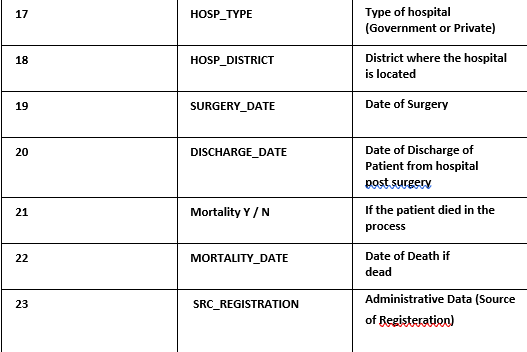 17 HOSP_TYPE Type of hospital
(Government or Private)
18 HOSP_DISTRICT District where the hospital
is located
19 SURGERY_DATE Date of Surgery
20 DISCHARGE_DATE Date of Discharge of
Patient from hospital
post surgery
21 Mortality Y / N If the patient died in the
process
22 MORTALITY_DATE Date of Death if
dead
23 SRC_REGISTRATION Administrative Data (Source
of Registeration)